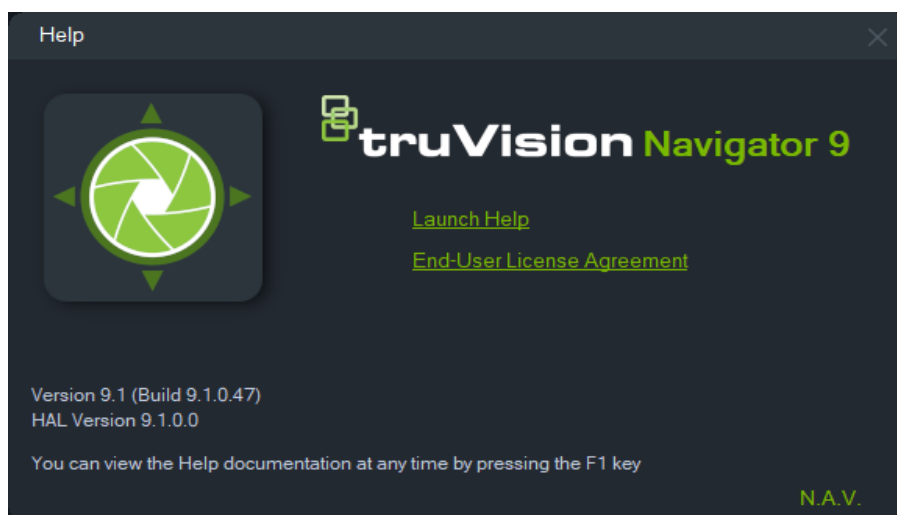 Help
truVision Navigator 9
Launch Help
End-User License Agreement
Version 9.1 (Build 9.1.0.47)
HAL Version 9.1.0.0
You can view the Help documentation at any time by pressing the F1 key
N.A.V.